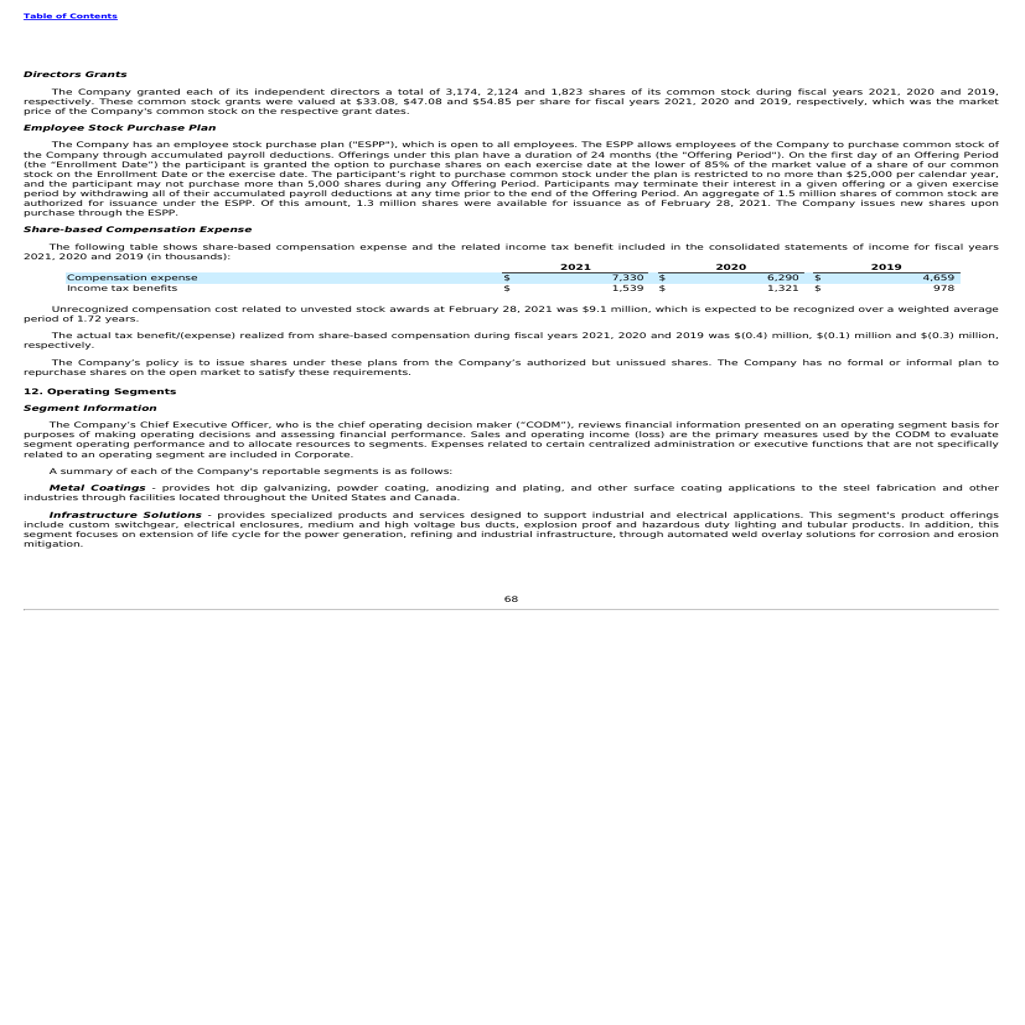 Table of Contents
Directors Grants
The Company granted each of its independent directors a total of 3,174, 2,124 and 1,823 shares of its common stock during fiscal years 2021, 2020 and 2019,
respectively. These common stock grants were valued at $33.08, $47.08 and $54.85 per share for fiscal years 2021, 2020 and 2019, respectively, which was the market
price of the Company's common stock on the respective grant dates.
Employee Stock Purchase Plan
The Company has an employee stock purchase plan ("ESPP"), which is open to all employees. The ESPP allows employees of the Company to purchase common stock of
the Company through accumulated payroll deductions. Offerings under this plan have a duration of 24 months (the "Offering Period"). On the first day of an Offering Period
(the “Enrollment Date”) the participant is granted the option to purchase shares on each exercise date at the lower of 85% of the market value of a share of our common
stock on the Enrollment Date or the exercise date. The participant's right to purchase common stock under the plan is restricted to no more than $25,000 per calendar year,
and the participant may not purchase more than 5,000 shares during any Offering Period. Participants may terminate their interest in a given offering or a given exercise
period by withdrawing all of their accumulated payroll deductions at any time prior to the end of the Offering Period. An aggregate of 1.5 million shares of common stock are
authorized for issuance under the ESPP. Of this amount, 1.3 million shares were available for issuance as of February 28, 2021. The Company issues new shares upon
purchase through the ESPP.
Share-based Compensation Expense
The following table shows share-based compensation expense and the related income tax benefit included in the consolidated statements of income for fiscal years
2021, 2020 and 2019 (in thousands):
2021 2020 2019
Compensation expense $ 7,330 $ 6,290 $ 4,659
Income tax benefits $ 1,539 $ 1,321 $ 978
Unrecognized compensation cost related to unvested stock awards at February 28, 2021 was $9.1 million, which is expected to be recognized over a weighted average
period of 1.72 years.
The actual tax benefit/(expense) realized from share-based compensation during fiscal years 2021, 2020 and 2019 was $(0.4) million, $(0.1) million and $(0.3) million,
respectively.
The Company’s policy is to issue shares under these plans from the Company’s authorized but unissued shares. The Company has no formal or informal plan to
repurchase shares on the open market to satisfy these requirements.
12. Operating Segments
Segment Information
The Company's Chief Executive Officer, who is the chief operating decision maker (“CODM”), reviews financial information presented on an operating segment basis for
purposes of making operating decisions and assessing financial performance. Sales and operating income (loss) are the primary measures used by the CODM to evaluate
segment operating performance and to allocate resources to segments. Expenses related to certain centralized administration or executive functions that are not specifically
related to an operating segment are included in Corporate.
A summary of each of the Company's reportable segments is as follows:
Metal Coatings - provides hot dip galvanizing, powder coating, anodizing and plating, and other surface coating applications to the steel fabrication and other
industries through facilities located throughout the United States and Canada.
Infrastructure Solutions - provides specialized products and services designed to support industrial and electrical applications. This segment's product offerings
include custom switchgear, electrical enclosures, medium and high voltage bus ducts, explosion proof and hazardous duty lighting and tubular products. In addition, this
segment focuses on extension of life cycle for the power generation, refining and industrial infrastructure, through automated weld overlay solutions for corrosion and erosion
mitigation.
68